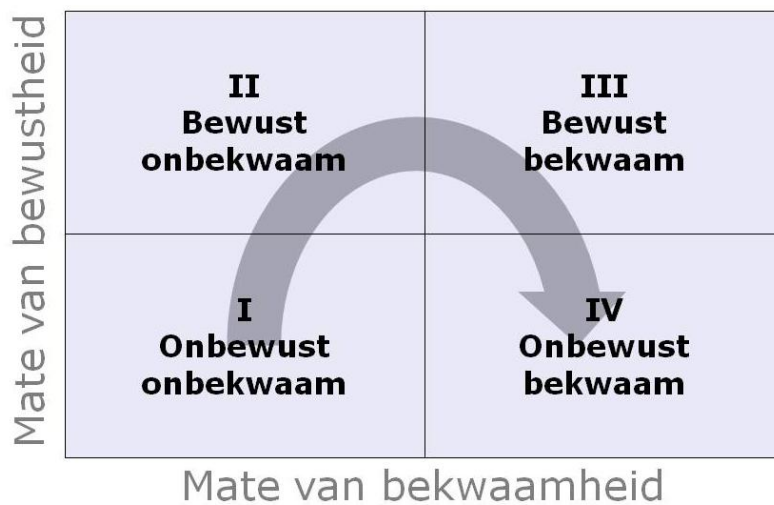 Mate van bewustheid
II
Bewust
onbekwaam
III
Bewust
bekwaam
I
Onbewust
onbekwaam
IV
Onbewust
bekwaam
Mate van bekwaamheid